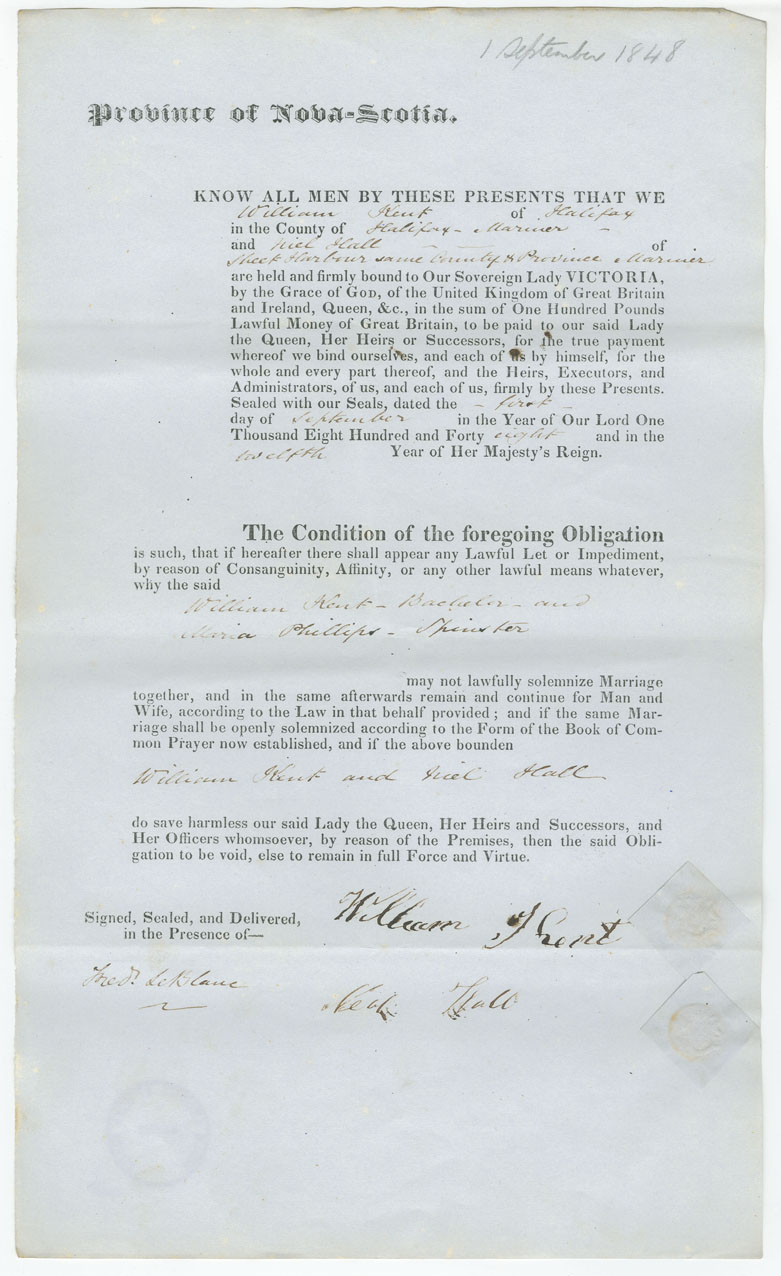 1 September 1848
Province of Nova-Scotia.
KNOW ALL MEN BY THESE PRESENTS THAT WE
William Kent of Halifax
in the County of Halifax - Mariner -
and Niel Hall - - of
Sheet Harbour same County & Province Mariner
are held and firmly bound to Our Sovereign Lady VICTORIA,
by the Grace of GOD, of the United Kingdom of Great Britain
and Ireland, Queen, &c., in the sum of One Hundred Pounds
Lawful Money of Great Britain, to be paid to our said Lady
the Queen, Her Heirs or Successors, for the true payment
whereof we bind ourselves, and each of us by himself, for the
whole and every part thereof, and the Heirs, Executors, and
Administrators, of us, and each of us, firmly by these Presents.
Sealed with our Seals, dated the - first -
day of September in the Year of Our Lord One
Thousand Eight Hundred and Forty eight and in the
twelfth Year of Her Majesty's Reign.
The Condition of the foregoing Obligation
is such, that if hereafter there shall appear any Lawful Let or Impediment,
by reason of Consanguinity, Affinity, or any other lawful means whatever,
why the said
William Kent - Bachelor - and
Maria Phillips - Spinster
may not lawfully solemnize Marriage
together, and in the same afterwards remain and continue for Man and
Wife, according to the Law in that behalf provided; and if the same Mar-
riage shall be openly solemnized according to the Form of the Book of Com-
mon Prayer now established, and if the above bounden
William Kent and Niel Hall
do save harmless our said Lady the Queen, Her Heirs and Successors, and
Her Officers whomsoever, by reason of the Premises, then the said Obli-
gation to be void, else to remain in full Force and Virtue.
Signed, Sealed, and Delivered,
in the Presence of—
William Kent
Fredk. LeBlanc
Neal Hall